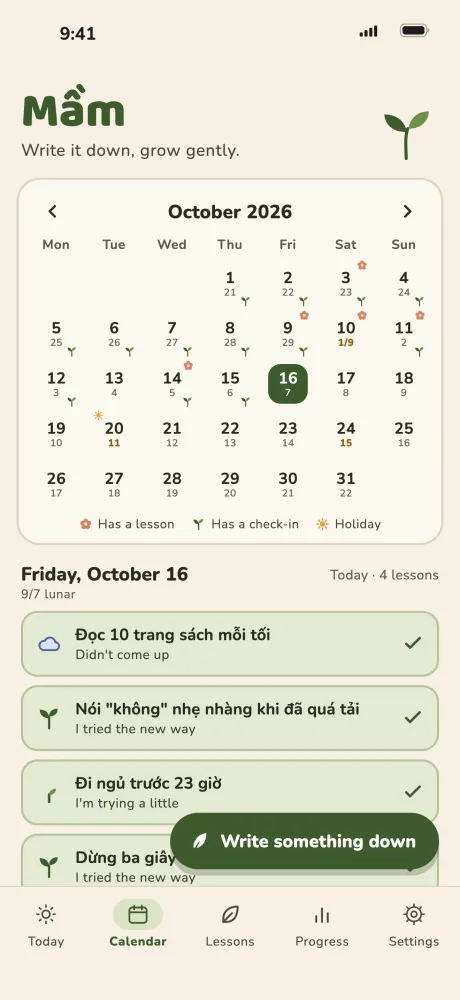 9:41
Mầm
Write it down, grow gently.
October 2026
Mon Tue Wed Thu Fri Sat Sun
1 2 3 4
21 22 23 24
5 6 7 8 9 10 11
25 26 27 28 29 1/9 2
12 13 14 15 16 17 18
3 4 5 6 7 8 9
19 20 21 22 23 24 25
10 11 12 13 14 15 16
26 27 28 29 30 31
17 18 19 20 21 22
Has a lesson Has a check-in Holiday
Friday, October 16
Today · 4 lessons
9/7 lunar
Đọc 10 trang sách mỗi tối
Didn't come up
Nói "không" nhẹ nhàng khi đã quá tải
I tried the new way
Đi ngủ trước 23 giờ
I'm trying a little
Write something down
Dừng ba giây
I tried the new way
Today Calendar Lessons Progress Settings